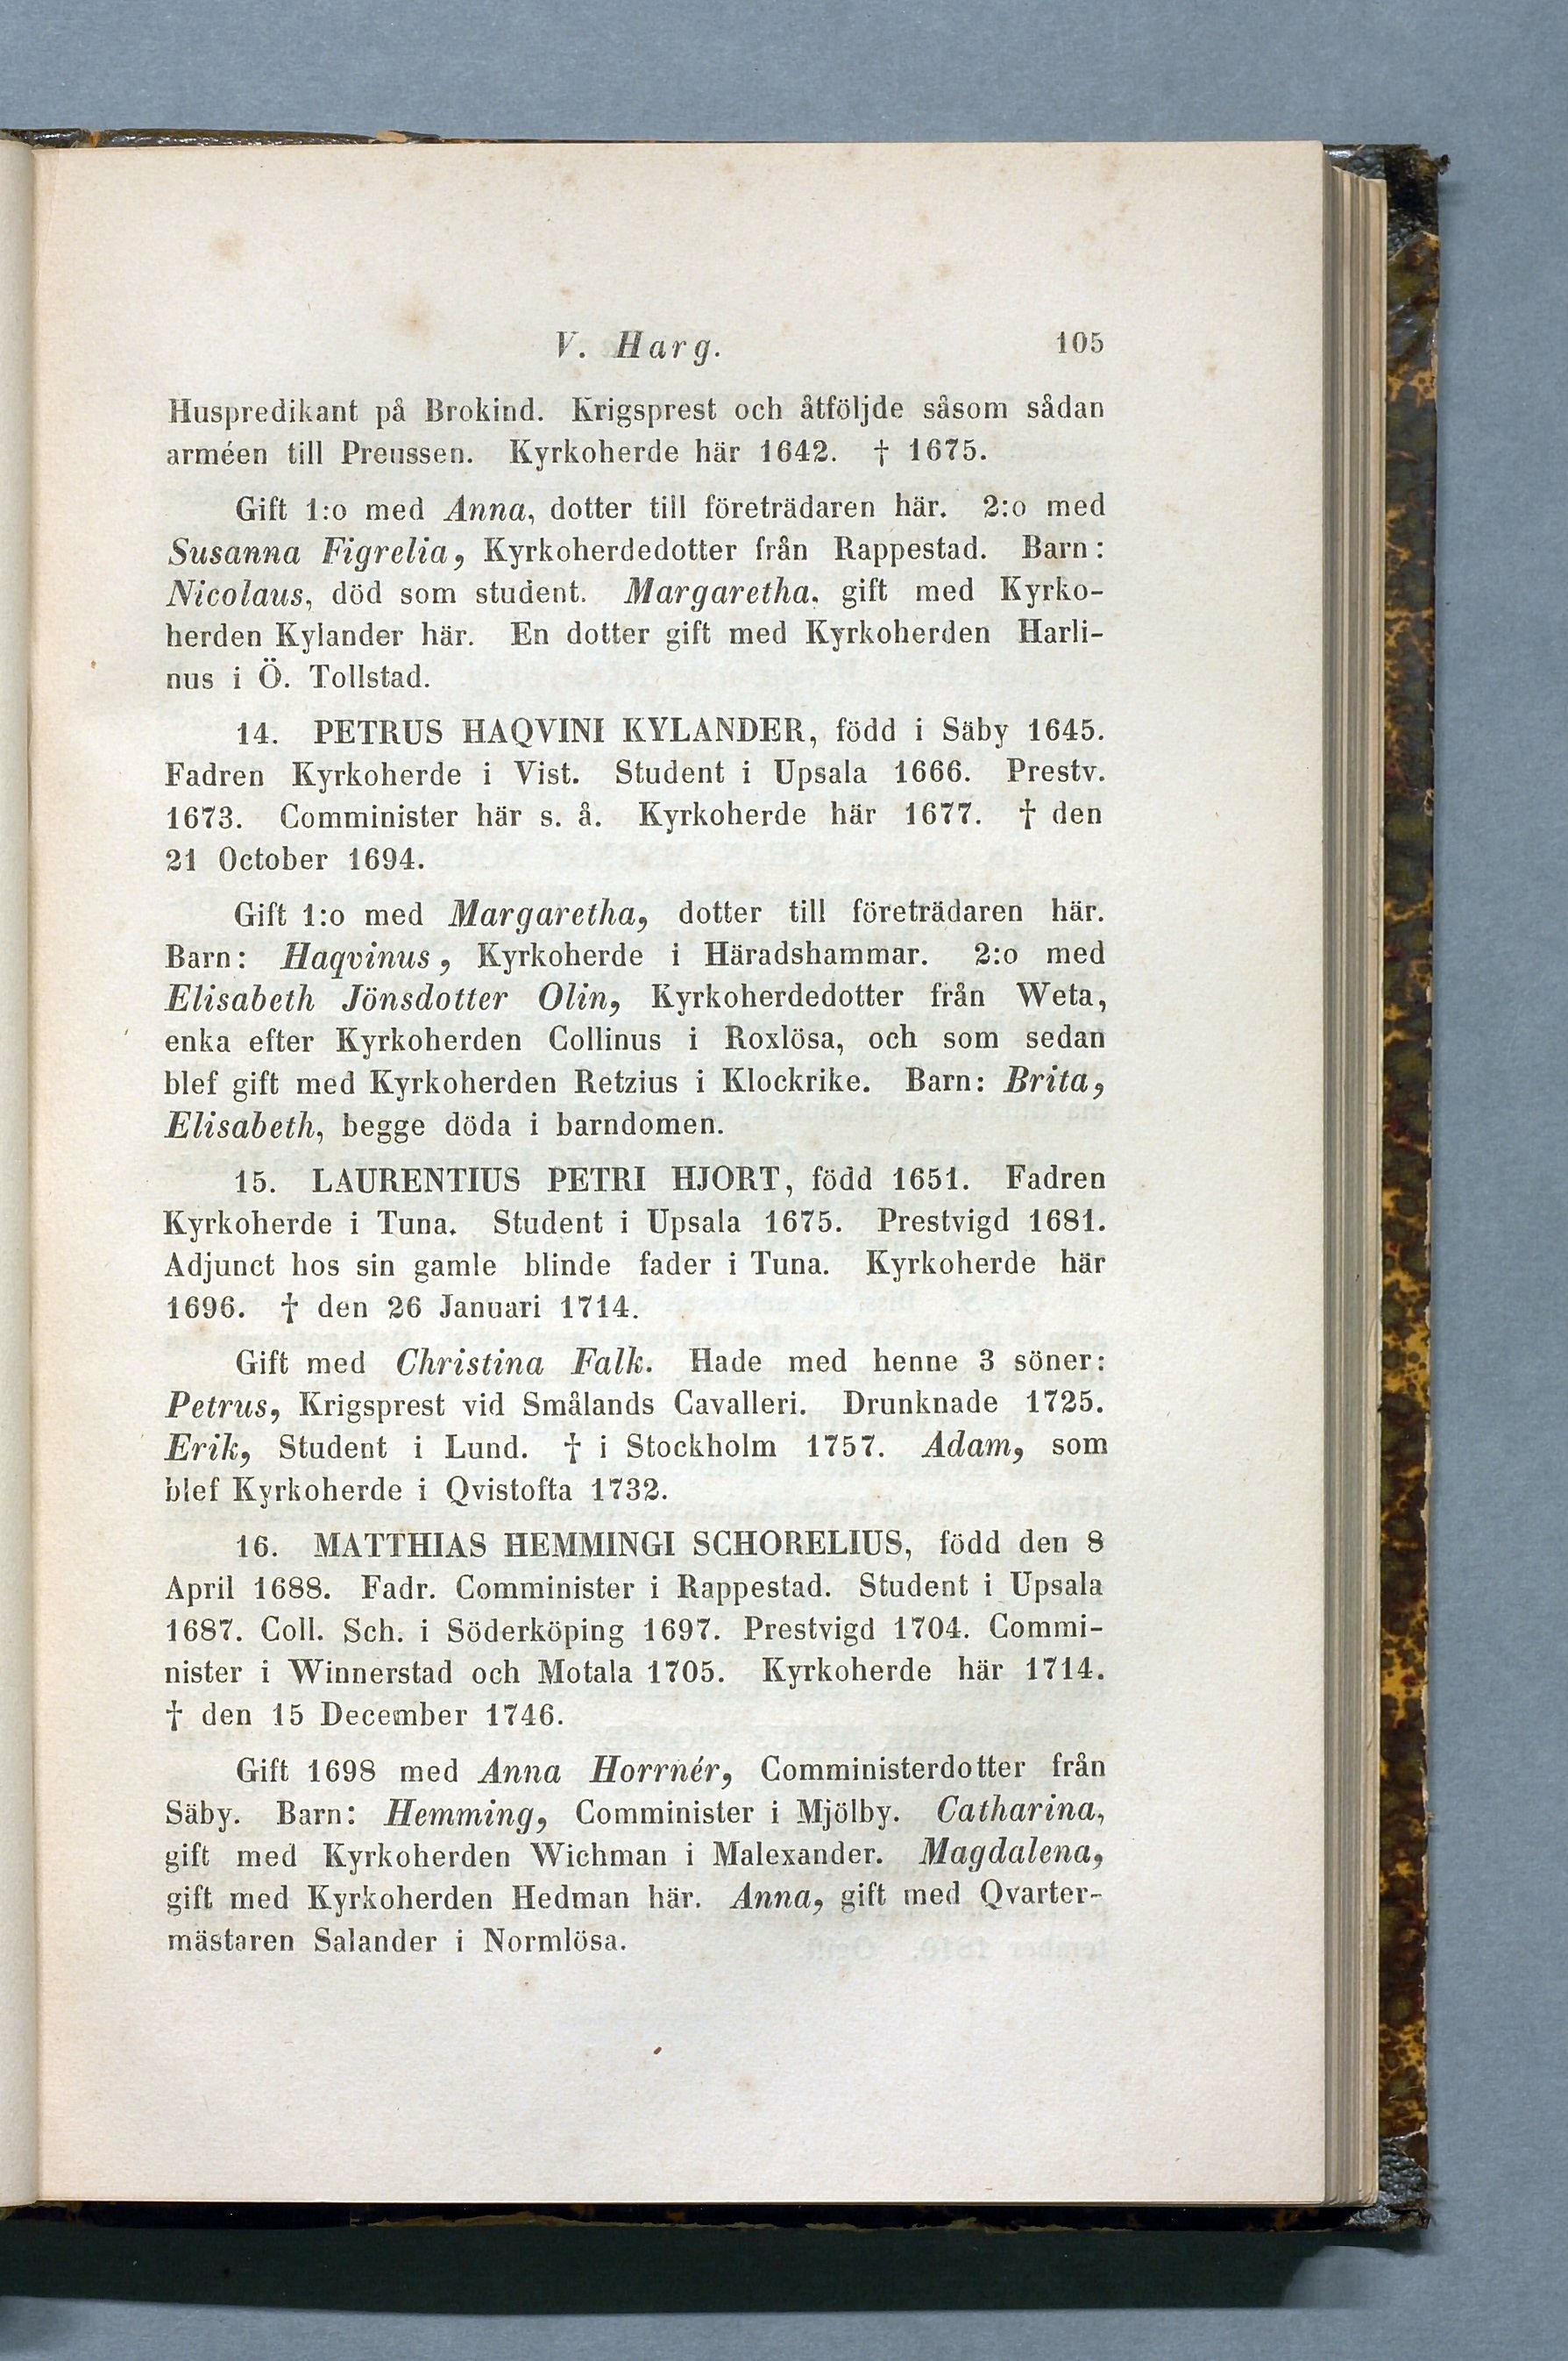 V. Harg. 105
Huspredikant på Brokind. Krigsprest och åtföljde såsom sådan
arméen till Preussen. Kyrkoherde här 1642. † 1675.
Gift 1:o med Anna, dotter till företrädaren här. 2:o med
Susanna Figrelia, Kyrkoherdedotter från Rappestad. Barn:
Nicolaus, död som student. Margaretha. gift med Kyrko-
herden Kylander här. En dotter gift med Kyrkoherden Harli-
nus i Ö. Tollstad.
14. PETRUS HAQVINI KYLANDER, född i Säby 1645.
Fadren Kyrkoherde i Vist. Student i Upsala 1666. Prestv.
1673. Comminister här s. å. Kyrkoherde här 1677. † den
21 October 1694.
Gift 1:o med Margaretha, dotter till företrädaren här.
Barn: Haqvinus, Kyrkoherde i Häradshammar. 2:o med
Elisabeth Jönsdotter Olin, Kyrkoherdedotter från Weta,
enka efter Kyrkoherden Collinus i Roxlösa, och som sedan
blef gift med Kyrkoherden Retzius i Klockrike. Barn: Brita,
Elisabeth, begge döda i barndomen.
15. LAURENTIUS PETRI HJORT, född 1651. Fadren
Kyrkoherde i Tuna. Student i Upsala 1675. Prestvigd 1681.
Adjunct hos sin gamle blinde fader i Tuna. Kyrkoherde här
1696. † den 26 Januari 1714.
Gift med Christina Falk. Hade med henne 3 söner:
Petrus, Krigsprest vid Smålands Cavalleri. Drunknade 1725.
Erik, Student i Lund. † i Stockholm 1757. Adam, som
blef Kyrkoherde i Qvistofta 1732.
16. MATTHIAS HEMMINGI SCHORELIUS, född den 8
April 1688. Fadr. Comminister i Rappestad. Student i Upsala
1687. Coll. Sch. i Söderköping 1697. Prestvigd 1704. Commi-
nister i Winnerstad och Motala 1705. Kyrkoherde här 1714.
† den 15 December 1746.
Gift 1698 med Anna Horrnér, Comministerdotter från
Säby. Barn: Hemming, Comminister i Mjölby. Catharina,
gift med Kyrkoherden Wichman i Malexander. Magdalena,
gift med Kyrkoherden Hedman här. Anna, gift med Qvarter-
mästaren Salander i Normlösa.